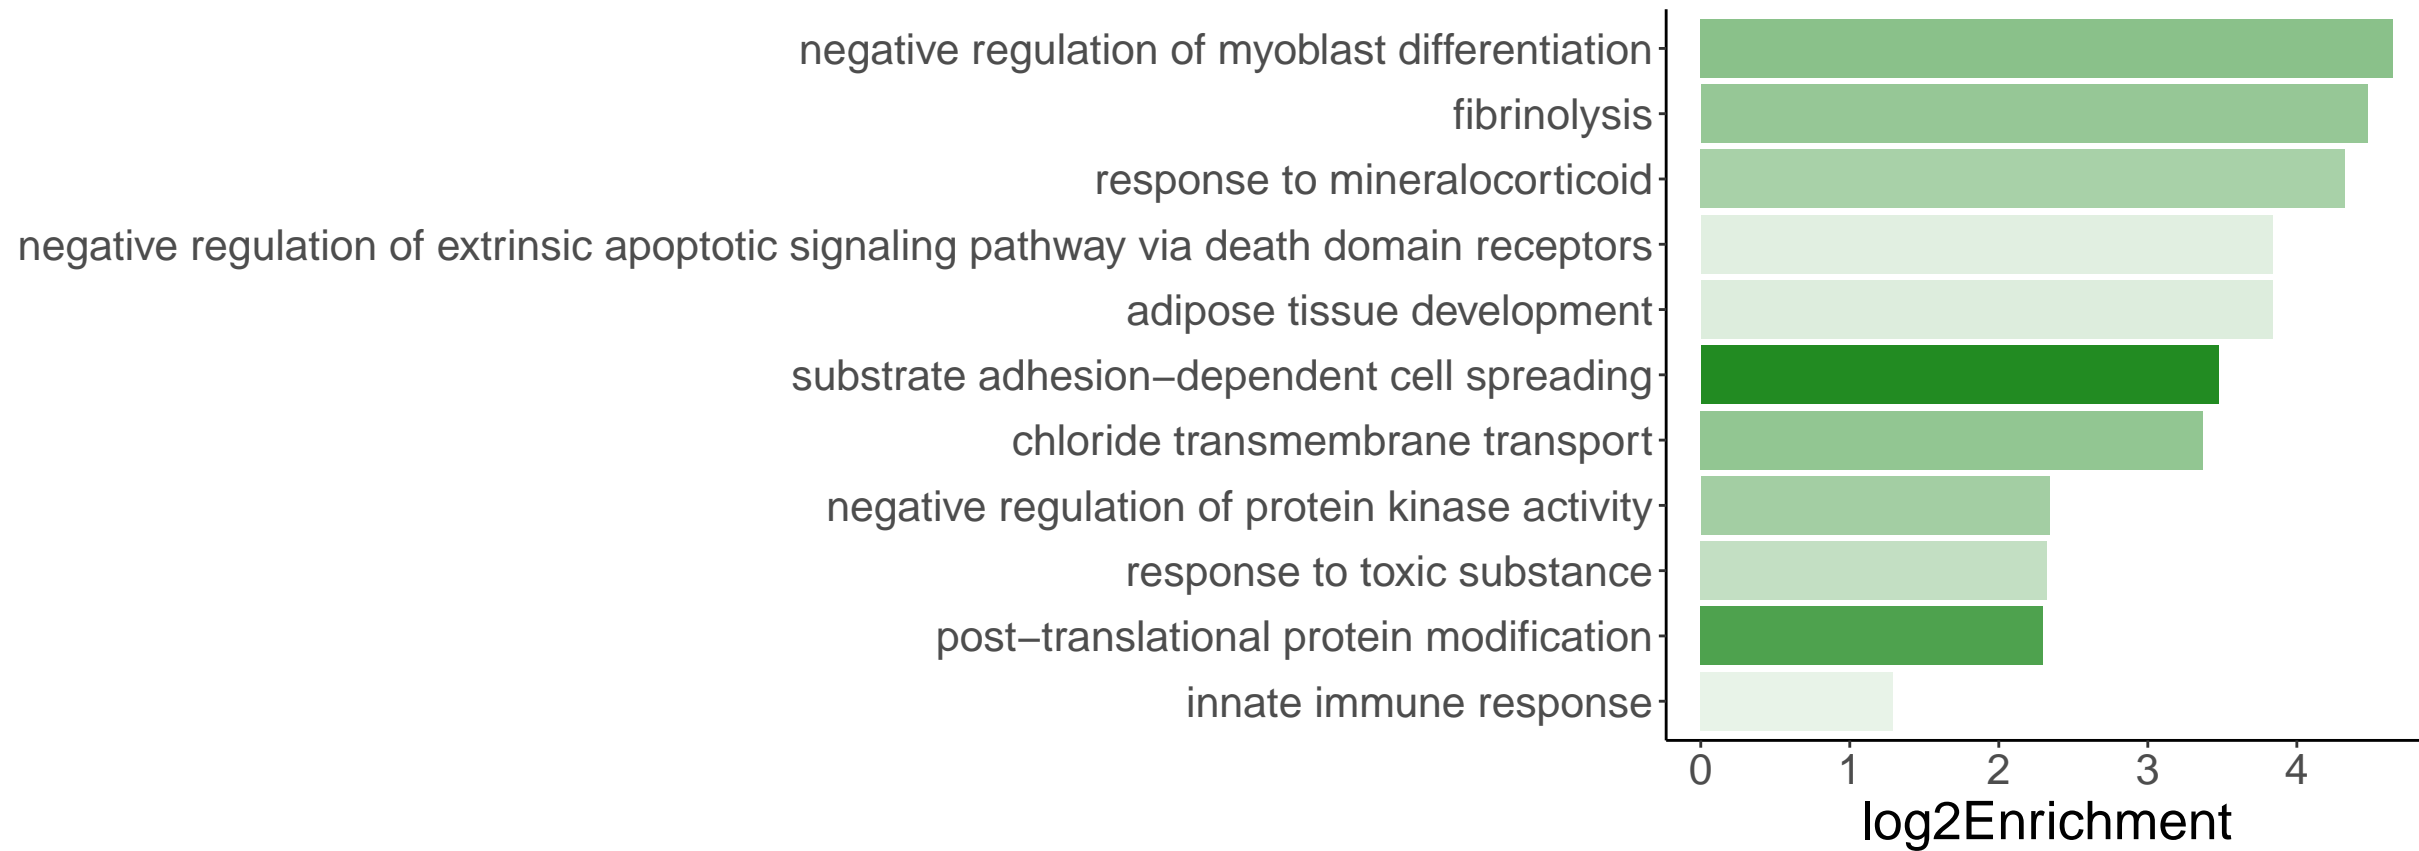 negative regulation of myoblast differentiation
fibrinolysis
response to mineralocorticoid
negative regulation of extrinsic apoptotic signaling pathway via death domain receptors
adipose tissue development
substrate adhesion−dependent cell spreading
chloride transmembrane transport
negative regulation of protein kinase activity
response to toxic substance
post−translational protein modification
innate immune response
0 1 2 3 4
log2Enrichment